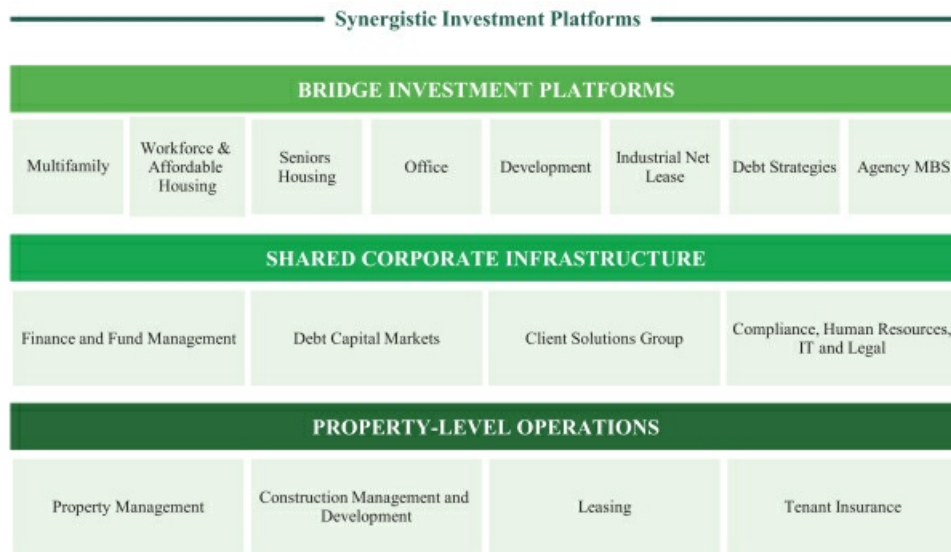 Synergistic Investment Platforms
BRIDGE INVESTMENT PLATFORMS
Multifamily
Workforce &
Affordable
Housing
Seniors
Housing
Office
Development
Industrial Net
Lease
Debt Strategies
Agency MBS
SHARED CORPORATE INFRASTRUCTURE
Finance and Fund Management
Debt Capital Markets
Client Solutions Group
Compliance, Human Resources,
IT and Legal
PROPERTY-LEVEL OPERATIONS
Property Management
Construction Management and
Development
Leasing
Tenant Insurance